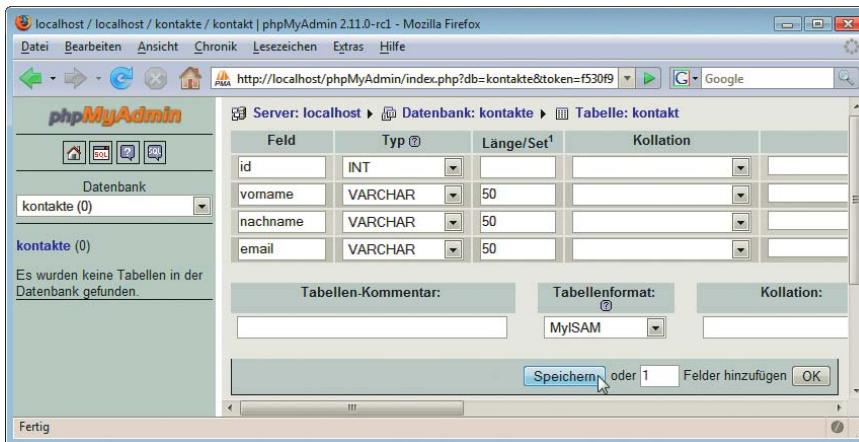 localhost / localhost / kontakte / kontakt | phpMyAdmin 2.11.0-rc1 - Mozilla Firefox
Datei Bearbeiten Ansicht Chronik Lesezeichen Extras Hilfe
PMA http://localhost/phpMyAdmin/index.php?db=kontakte&token=f530f9 G Google
phpMyAdmin
SQL
Datenbank
kontakte (0)
kontakte (0)
Es wurden keine Tabellen in der
Datenbank gefunden.
Server: localhost ▸ Datenbank: kontakte ▸ Tabelle: kontakt
Feld Typ Länge/Set¹ Kollation
id INT
vorname VARCHAR 50
nachname VARCHAR 50
email VARCHAR 50
Tabellen-Kommentar: Tabellenformat: Kollation:
MyISAM
Speichern oder 1 Felder hinzufügen OK
Fertig